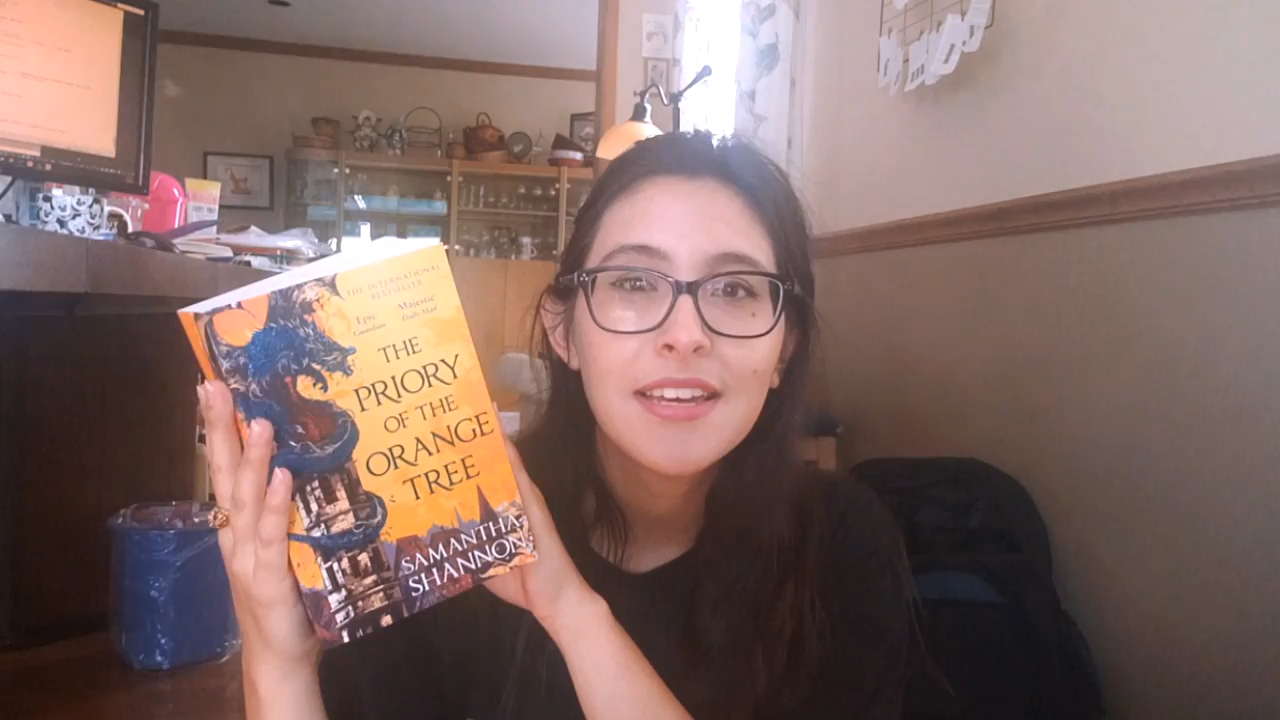 THE INTERNATIONAL
BESTSELLER
'Epic'
Guardian
'Majestic'
Daily Mail
THE
PRIORY
OF THE
ORANGE
TREE
SAMANTHA
SHANNON